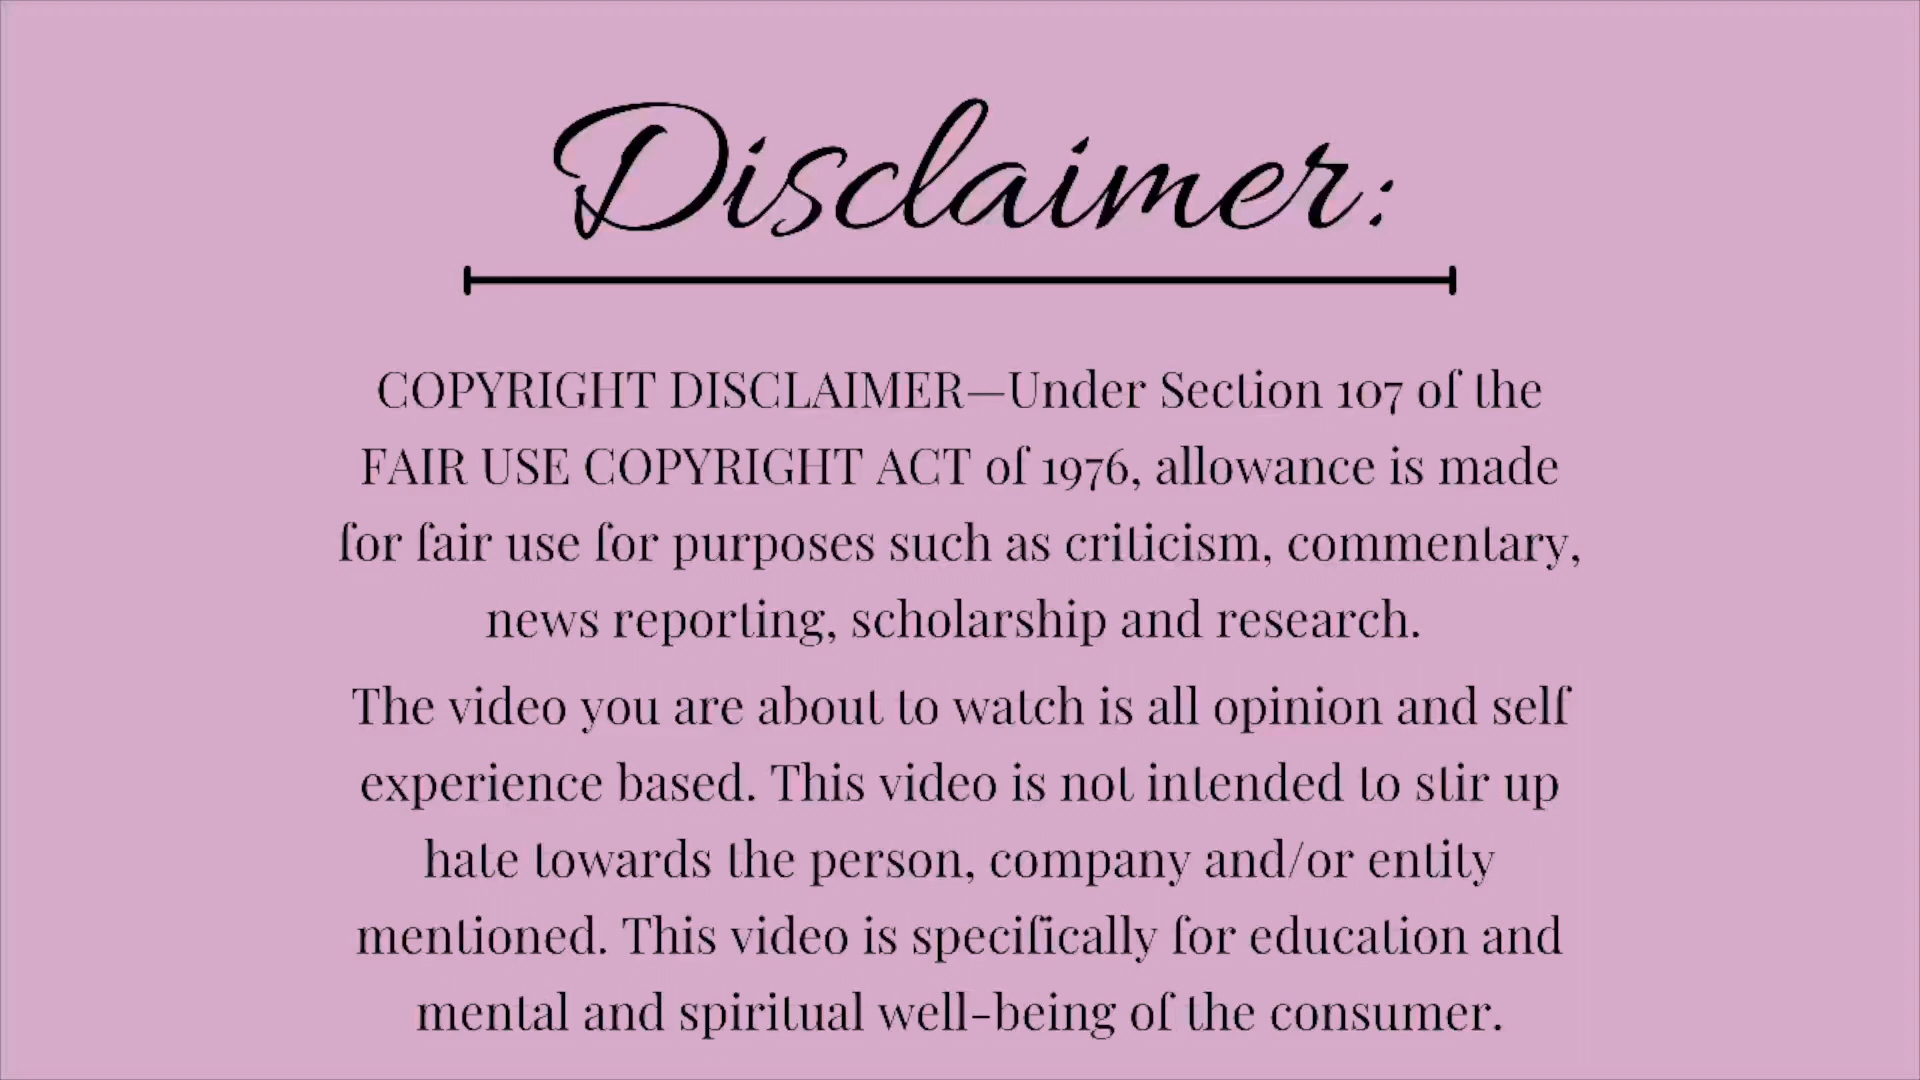 Disclaimer:
COPYRIGHT DISCLAIMER—Under Section 107 of the
FAIR USE COPYRIGHT ACT of 1976, allowance is made
for fair use for purposes such as criticism, commentary,
news reporting, scholarship and research.
The video you are about to watch is all opinion and self
experience based. This video is not intended to stir up
hate towards the person, company and/or entity
mentioned. This video is specifically for education and
mental and spiritual well-being of the consumer.